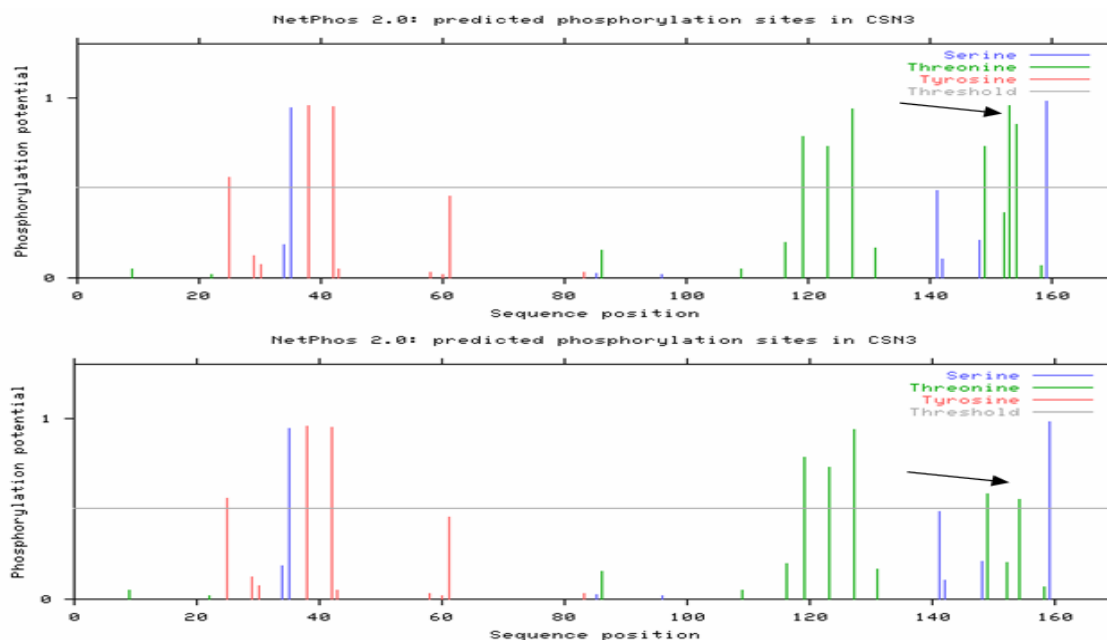 NetPhos 2.0: predicted phosphorylation sites in CSN3
Serine
Threonine
Tyrosine
Threshold
Phosphorylation potential
1
0
0 20 40 60 80 100 120 140 160
Sequence position
NetPhos 2.0: predicted phosphorylation sites in CSN3
Serine
Threonine
Tyrosine
Threshold
Phosphorylation potential
1
0
0 20 40 60 80 100 120 140 160
Sequence position